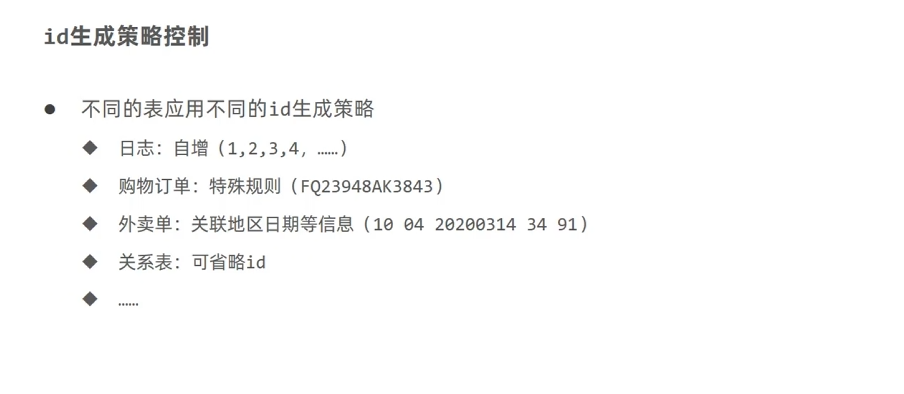 id生成策略控制
● 不同的表应用不同的id生成策略
◆ 日志：自增（1,2,3,4，……）
◆ 购物订单：特殊规则（FQ23948AK3843）
◆ 外卖单：关联地区日期等信息（10 04 20200314 34 91）
◆ 关系表：可省略id
◆ ……